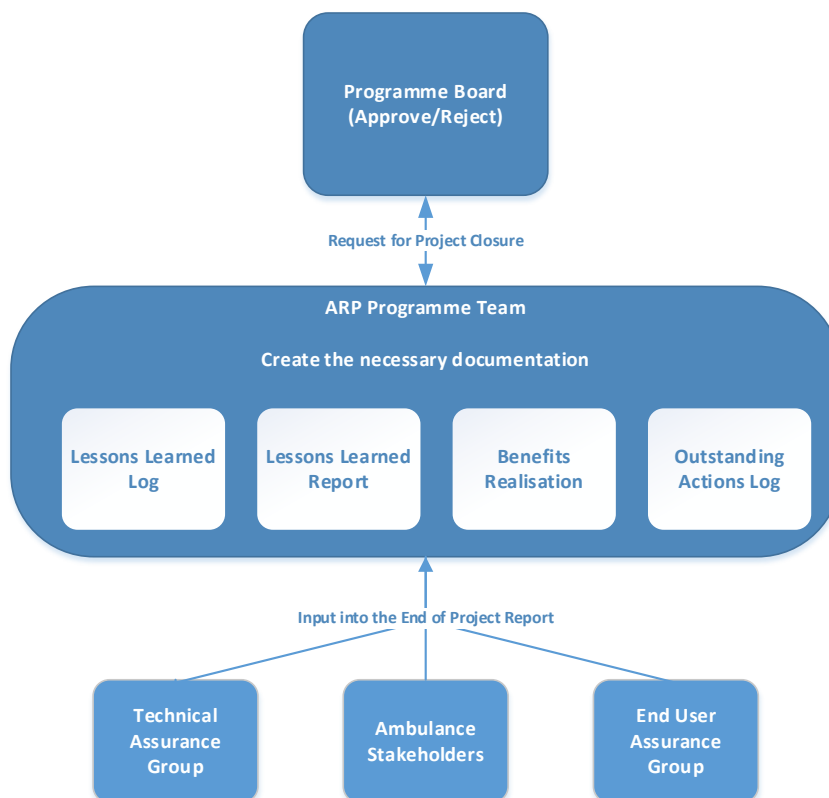 Programme Board
(Approve/Reject)
Request for Project Closure
ARP Programme Team
Create the necessary documentation
Lessons Learned
Log
Lessons Learned
Report
Benefits
Realisation
Outstanding
Actions Log
Input into the End of Project Report
Technical
Assurance
Group
Ambulance
Stakeholders
End User
Assurance
Group